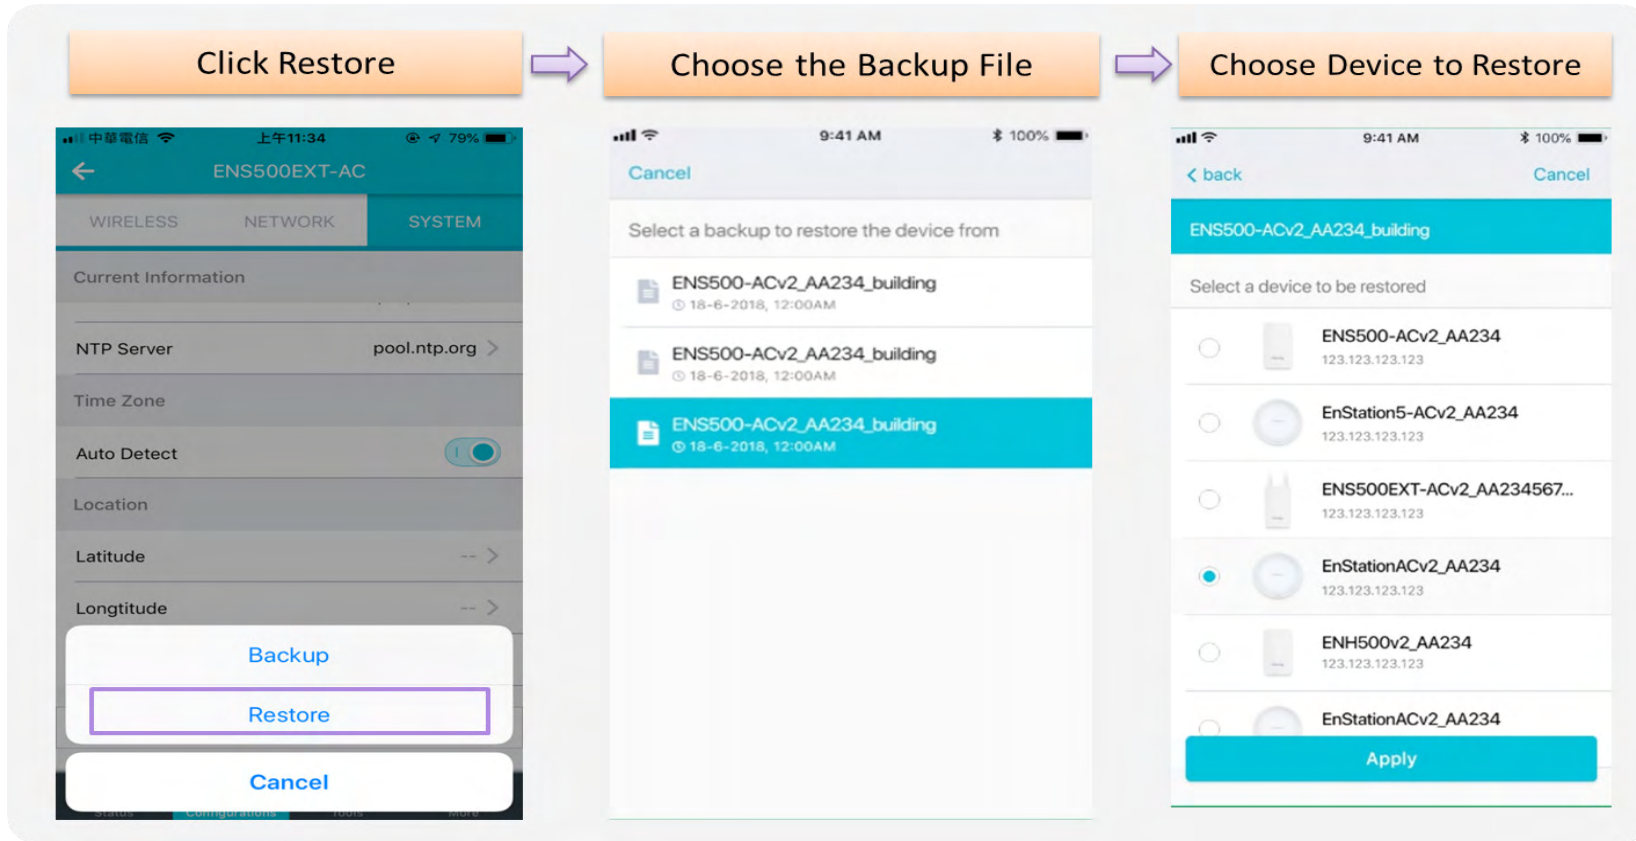 Click Restore
Choose the Backup File
Choose Device to Restore
中華電信
上午11:34
79%
ENS500EXT-AC
WIRELESS
NETWORK
SYSTEM
Current Information
NTP Server
pool.ntp.org
Time Zone
Auto Detect
Location
Latitude
--
Longtitude
--
Backup
Restore
Cancel
Status
Configurations
Tools
More
9:41 AM
100%
Cancel
Select a backup to restore the device from
ENS500-ACv2_AA234_building
18-6-2018, 12:00AM
ENS500-ACv2_AA234_building
18-6-2018, 12:00AM
ENS500-ACv2_AA234_building
18-6-2018, 12:00AM
9:41 AM
100%
back
Cancel
ENS500-ACv2_AA234_building
Select a device to be restored
ENS500-ACv2_AA234
123.123.123.123
EnStation5-ACv2_AA234
123.123.123.123
ENS500EXT-ACv2_AA234567...
123.123.123.123
EnStationACv2_AA234
123.123.123.123
ENH500v2_AA234
123.123.123.123
EnStationACv2_AA234
Apply